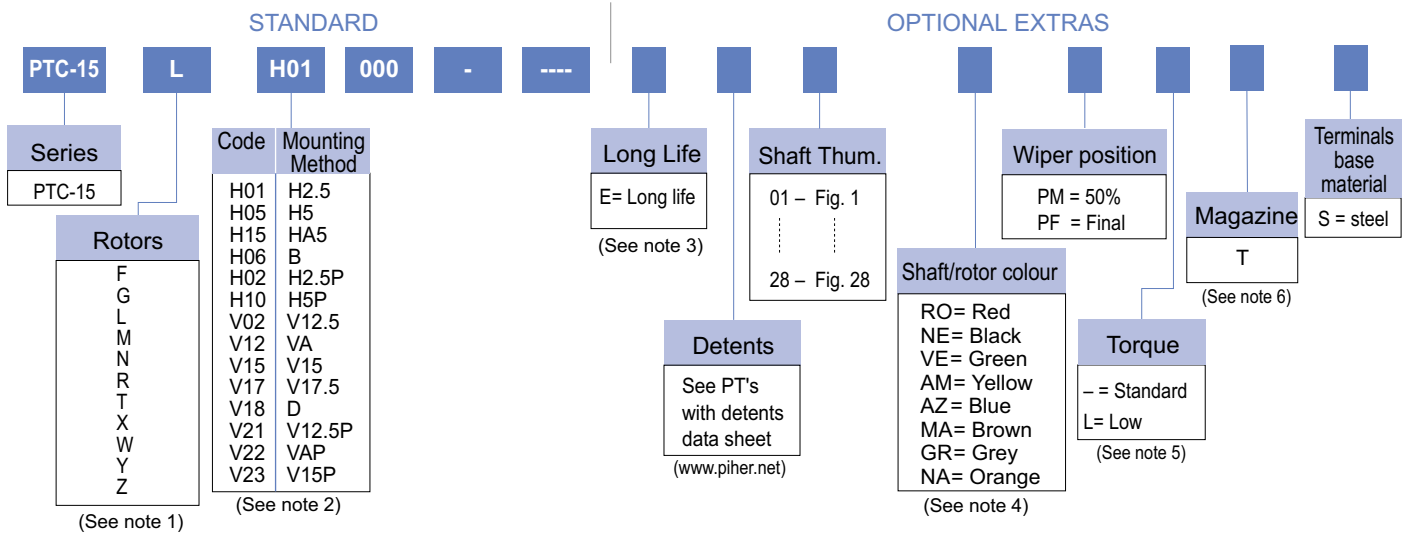 STANDARD
OPTIONAL EXTRAS
PTC-15 L H01 000 - ----
Series
PTC-15
Rotors
F
G
L
M
N
R
T
X
W
Y
Z
(See note 1)
Code Mounting Method
H01 H2.5
H05 H5
H15 HA5
H06 B
H02 H2.5P
H10 H5P
V02 V12.5
V12 VA
V15 V15
V17 V17.5
V18 D
V21 V12.5P
V22 VAP
V23 V15P
(See note 2)
Long Life
E= Long life
(See note 3)
Detents
See PT's
with detents
data sheet
(www.piher.net)
Shaft Thum.
01 – Fig. 1
28 – Fig. 28
Shaft/rotor colour
RO= Red
NE= Black
VE= Green
AM= Yellow
AZ= Blue
MA= Brown
GR= Grey
NA= Orange
(See note 4)
Wiper position
PM = 50%
PF = Final
Torque
– = Standard
L= Low
(See note 5)
Magazine
T
(See note 6)
Terminals
base
material
S = steel